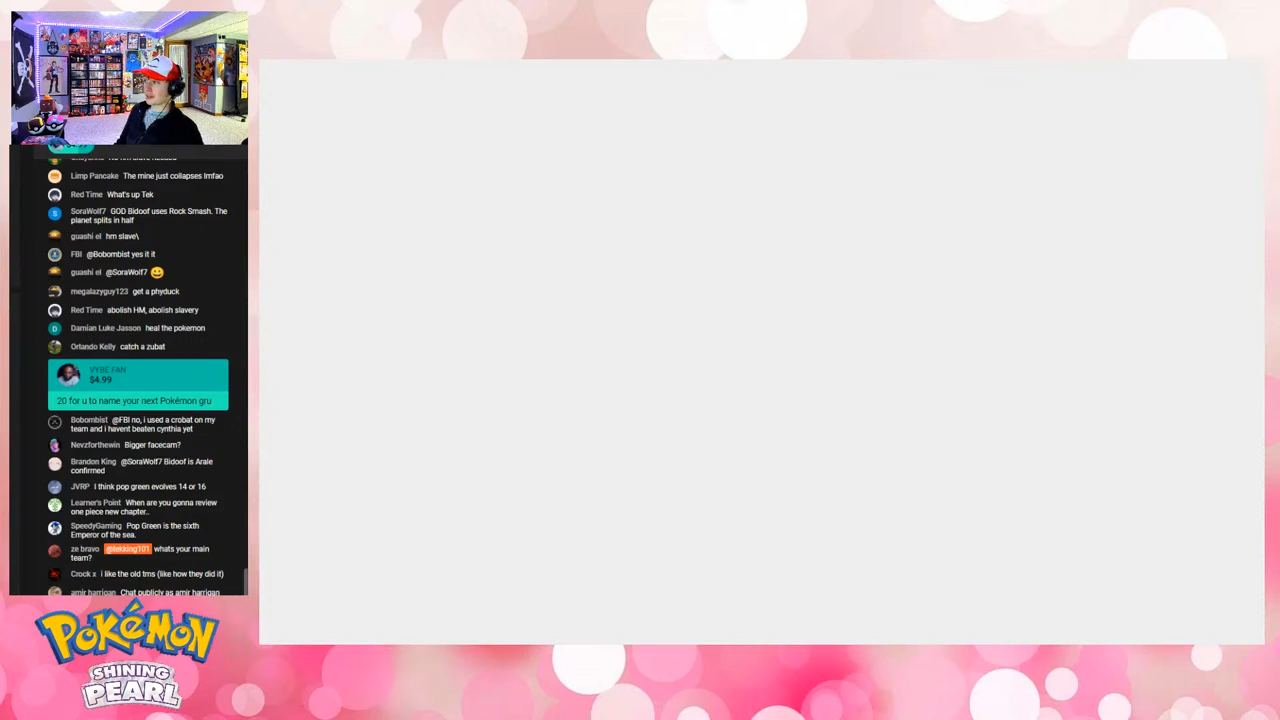 $4.99
Limp Pancake The mine just collapses lmfao
Red Time What's up Tek
SoraWolf7 GOD Bidoof uses Rock Smash. The
planet splits in half
guashi el hm slave\
FBI @Bobombist yes it it
guashi el @SoraWolf7 😀
megalazyguy123 get a phyduck
Red Time abolish HM, abolish slavery
D Damian Luke Jasson heal the pokemon
Orlando Kelly catch a zubat
VYBE FAN
$4.99
20 for u to name your next Pokémon gru
Bobombist @FBI no, i used a crobat on my
team and i havent beaten cynthia yet
Nevzforthewin Bigger facecam?
Brandon King @SoraWolf7 Bidoof is Arale
confirmed
JVRP I think pop green evolves 14 or 16
Learner's Point When are you gonna review
one piece new chapter..
SpeedyGaming Pop Green is the sixth
Emperor of the sea.
ze bravo @tekking101 whats your main
team?
Crock x i like the old tms (like how they did it)
amir harrigan Chat publicly as amir harrigan
POKéMON
SHINING
PEARL